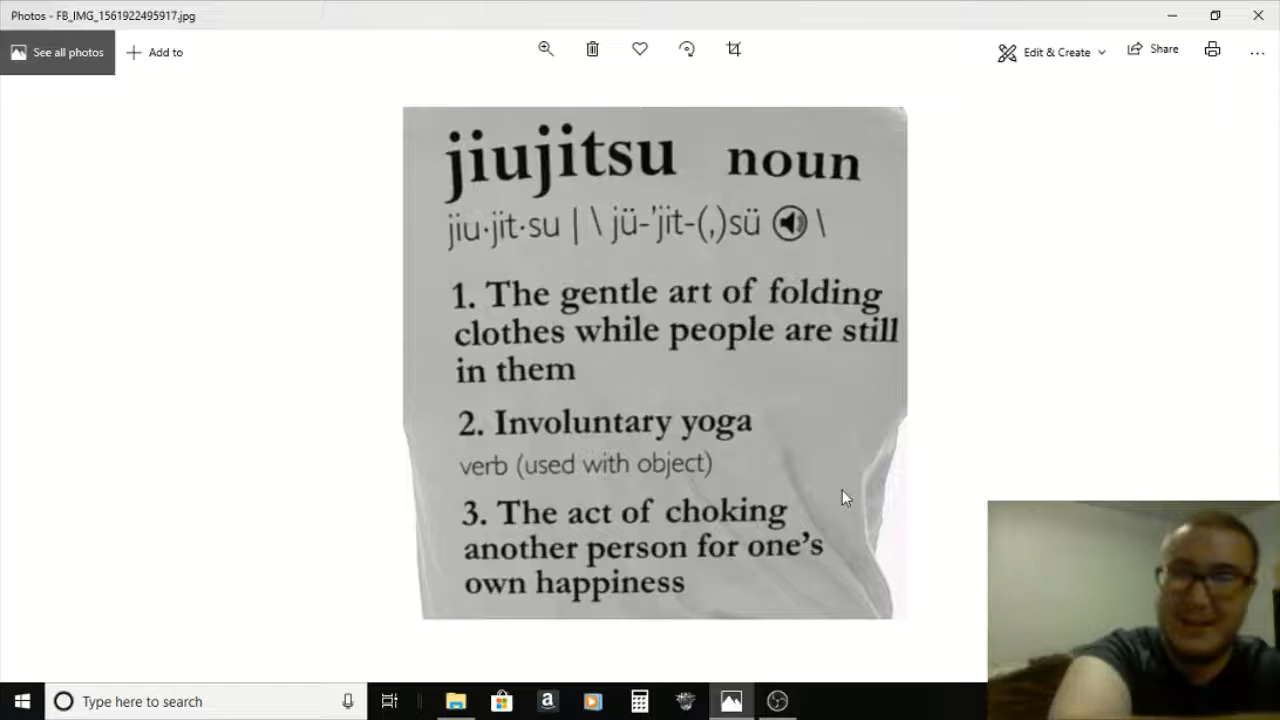 Photos - FB_IMG_1561922495917.jpg
See all photos
Add to
Edit & Create
Share
jiujitsu noun
jiu·jit·su | \ jü-'jit-(,)sü \
1. The gentle art of folding
clothes while people are still
in them
2. Involuntary yoga
verb (used with object)
3. The act of choking
another person for one's
own happiness
Type here to search